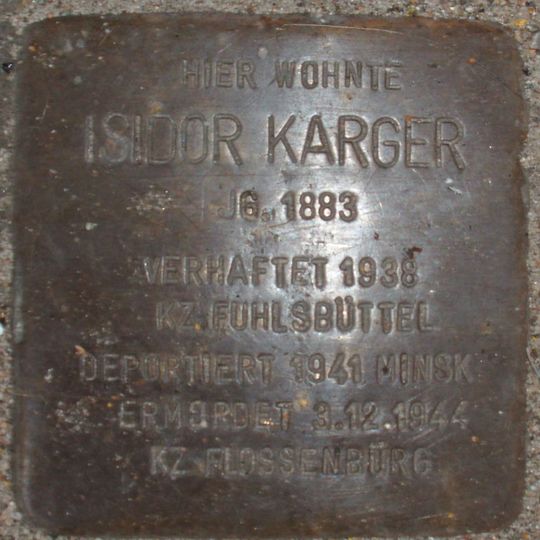 HIER WOHNTE
ISIDOR KARGER
JG. 1883
VERHAFTET 1938
KZ FUHLSBÜTTEL
DEPORTIERT 1941 MINSK
ERMORDET 3.12.1944
KZ FLOSSENBÜRG